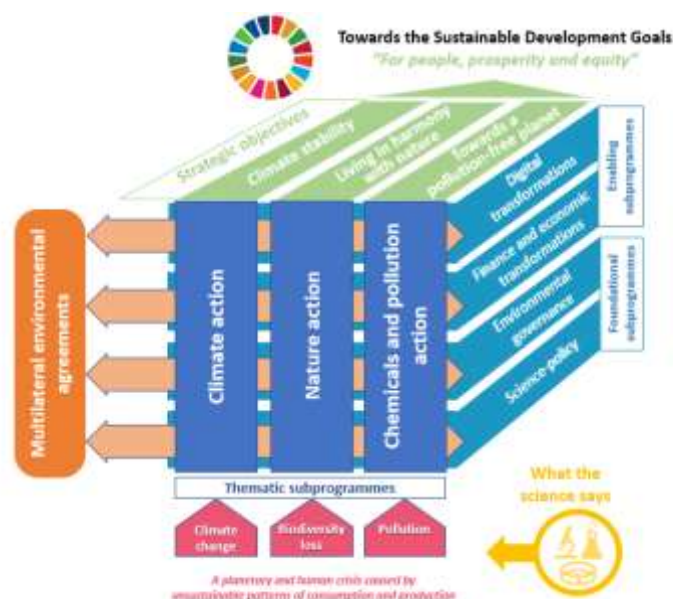 Towards the Sustainable Development Goals
"For people, prosperity and equity"
Strategic objectives
Climate stability
Living in harmony
with nature
Towards a
pollution-free planet
Digital
transformations
Finance and economic
transformations
Environmental
governance
Science-policy
Enabling
subprogrammes
Foundational
subprogrammes
Multilateral environmental
agreements
Climate action
Nature action
Chemicals and pollution
action
Thematic subprogrammes
Climate
change
Biodiversity
loss
Pollution
What the
science says
A planetary and human crisis caused by
unsustainable patterns of consumption and production